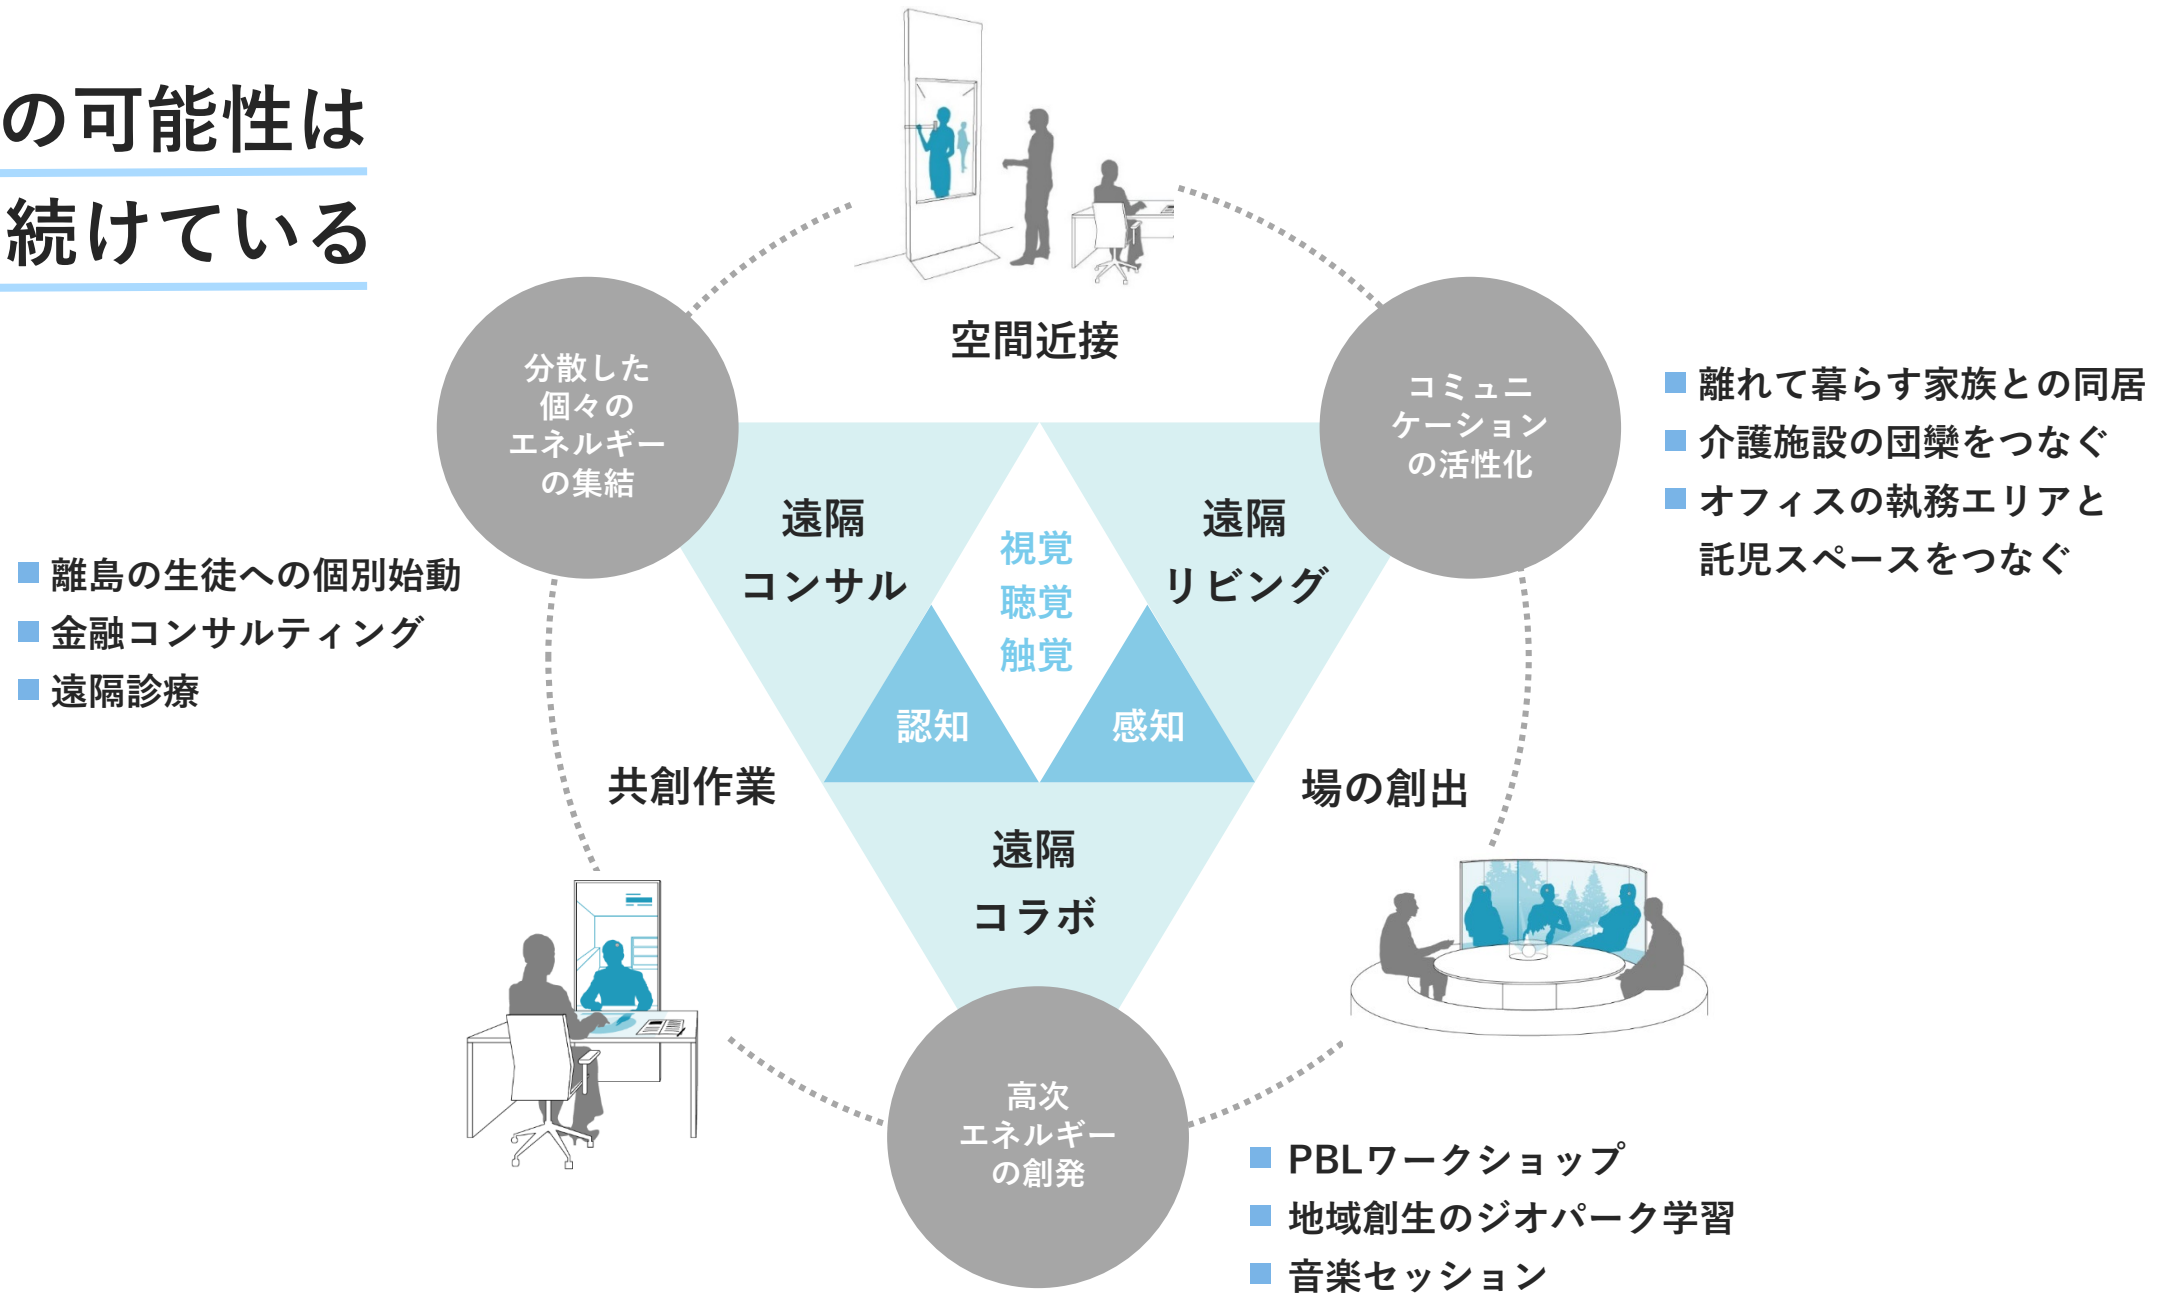 の可能性は
続けている
空間近接
分散した
個々の
エネルギー
の集結
コミュニ
ケーション
の活性化
離れて暮らす家族との同居
介護施設の団欒をつなぐ
オフィスの執務エリアと
託児スペースをつなぐ
遠隔
コンサル
視覚
聴覚
触覚
遠隔
リビング
離島の生徒への個別始動
金融コンサルティング
遠隔診療
認知
感知
共創作業
場の創出
遠隔
コラボ
高次
エネルギー
の創発
PBLワークショップ
地域創生のジオパーク学習
音楽セッション